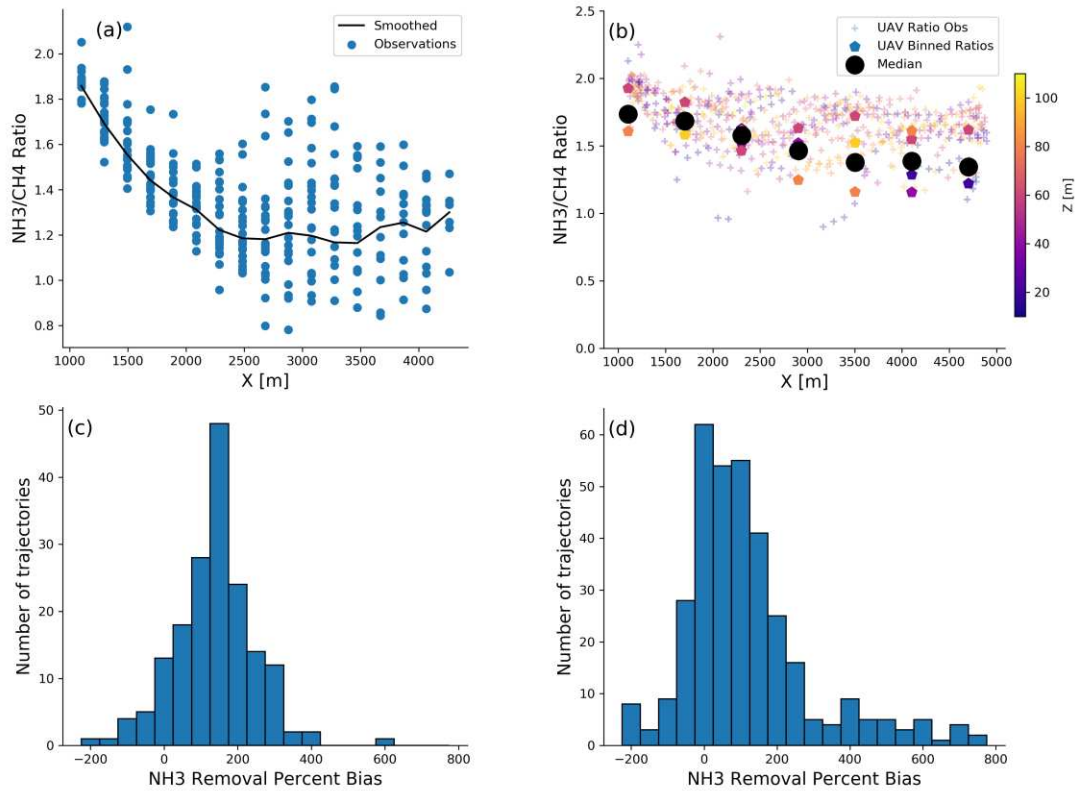 (a)
Smoothed
Observations
NH3/CH4 Ratio
2.0
1.8
1.6
1.4
1.2
1.0
0.8
1000 1500 2000 2500 3000 3500 4000
X [m]
(b)
UAV Ratio Obs
UAV Binned Ratios
Median
NH3/CH4 Ratio
2.5
2.0
1.5
1.0
0.5
0.0
1000 1500 2000 2500 3000 3500 4000 4500 5000
X [m]
100
80
60
40
20
Z [m]
(c)
Number of trajectories
50
40
30
20
10
0
−200 0 200 400 600 800
NH3 Removal Percent Bias
(d)
Number of trajectories
60
50
40
30
20
10
0
−200 0 200 400 600 800
NH3 Removal Percent Bias